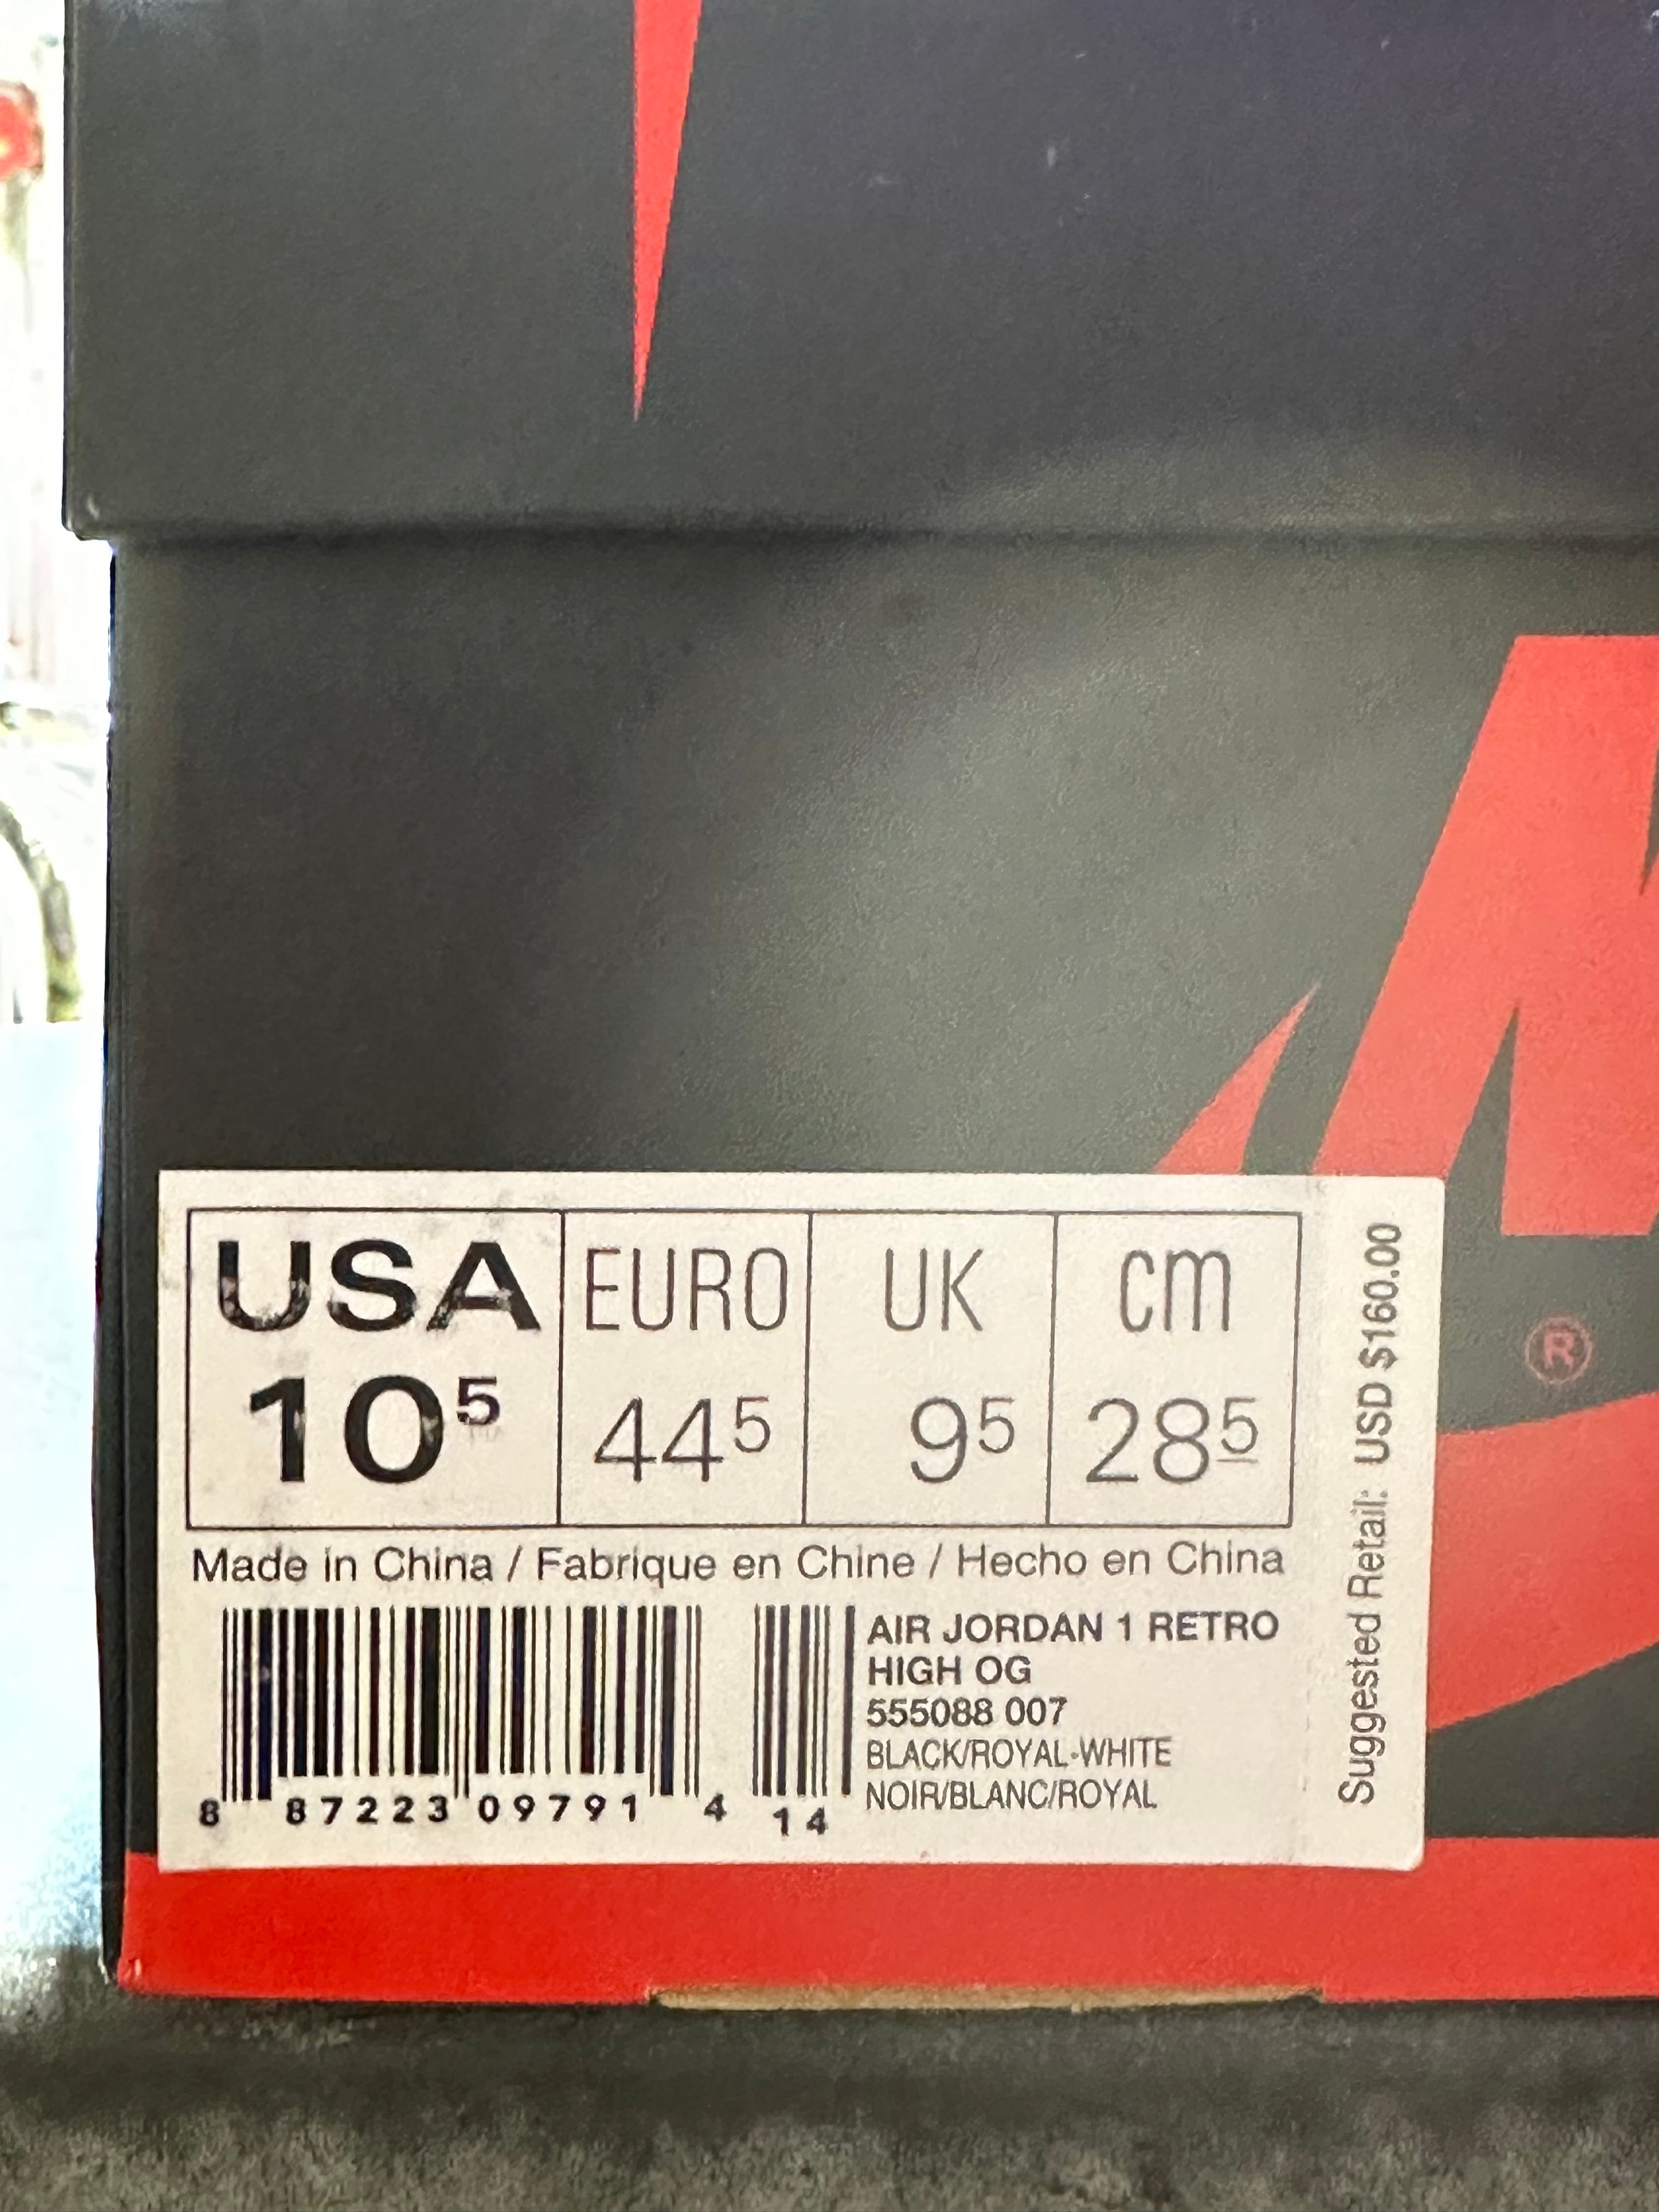 USA EURO UK cm
10⁵ 44⁵ 9⁵ 28⁵
Made in China / Fabrique en Chine / Hecho en China
AIR JORDAN 1 RETRO
HIGH OG
555088 007
BLACK/ROYAL-WHITE
NOIR/BLANC/ROYAL
8 87223 09791 4 14
Suggested Retail: USD $160.00
®